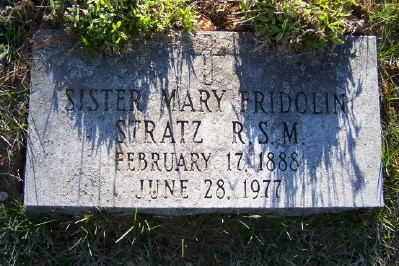 SISTER MARY FRIDOLIN
STRATZ R.S.M.
FEBRUARY 17, 1888
JUNE 28, 1977